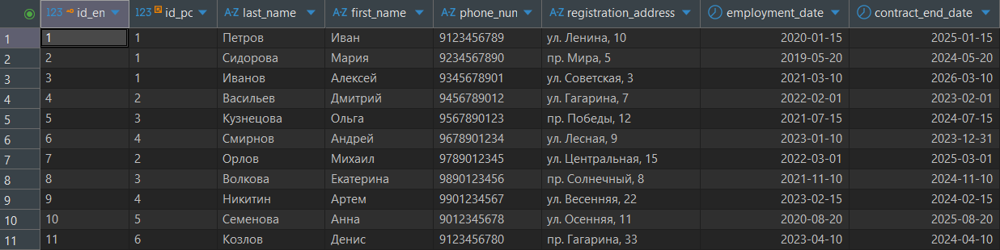 123 id_en A-Z last_name A-Z first_name A-Z phone_nun A-Z registration_address employment_date contract_end_date
123 id_pc
1 1 1 Петров Иван 9123456789 ул. Ленина, 10 2020-01-15 2025-01-15
2 2 1 Сидорова Мария 9234567890 пр. Мира, 5 2019-05-20 2024-05-20
3 3 1 Иванов Алексей 9345678901 ул. Советская, 3 2021-03-10 2026-03-10
4 4 2 Васильев Дмитрий 9456789012 ул. Гагарина, 7 2022-02-01 2023-02-01
5 5 3 Кузнецова Ольга 9567890123 пр. Победы, 12 2021-07-15 2024-07-15
6 6 4 Смирнов Андрей 9678901234 ул. Лесная, 9 2023-01-10 2023-12-31
7 7 2 Орлов Михаил 9789012345 ул. Центральная, 15 2022-03-01 2025-03-01
8 8 3 Волкова Екатерина 9890123456 пр. Солнечный, 8 2021-11-10 2024-11-10
9 9 4 Никитин Артем 9901234567 ул. Весенняя, 22 2023-02-15 2024-02-15
10 10 5 Семенова Анна 9012345678 ул. Осенняя, 11 2020-08-20 2025-08-20
11 11 6 Козлов Денис 9123456780 пр. Гагарина, 33 2023-04-10 2024-04-10